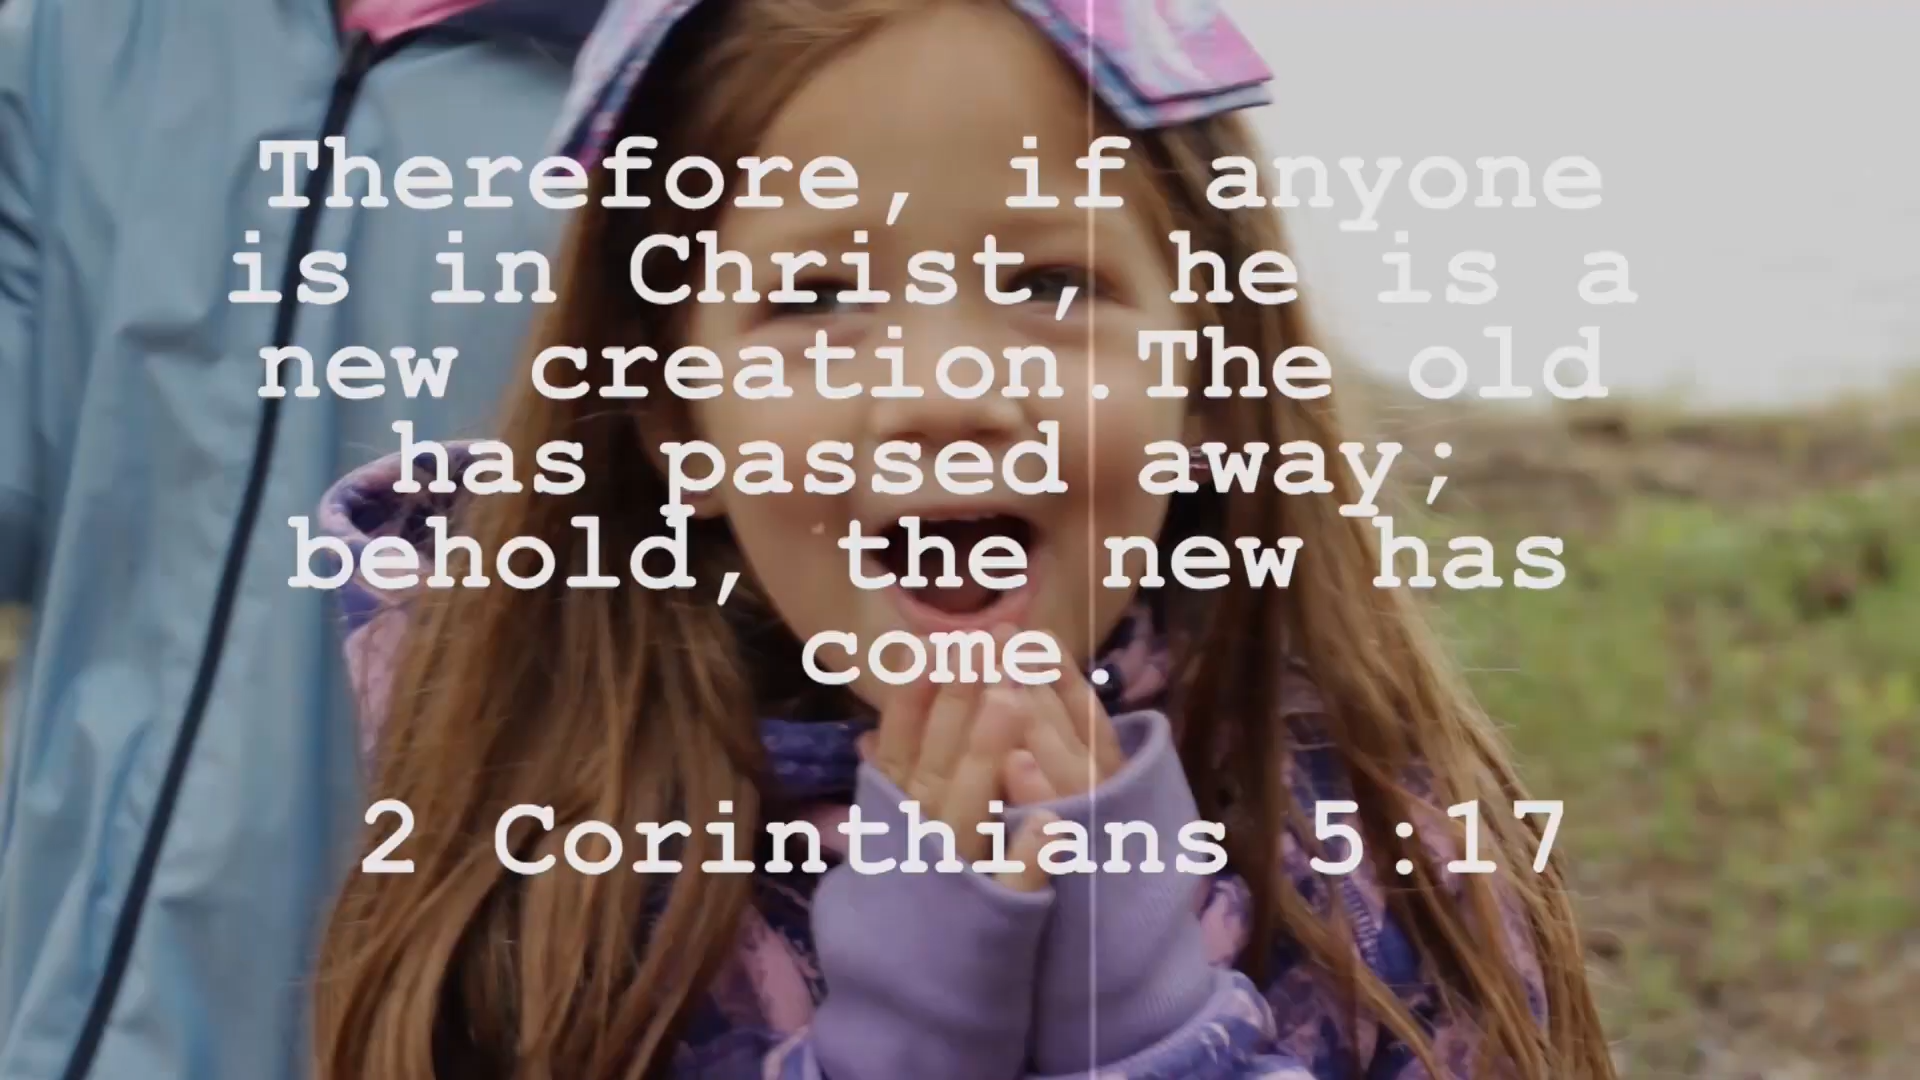 Therefore, if anyone
is in Christ, he is a
new creation.The old
has passed away;
behold, the new has
come.
2 Corinthians 5:17